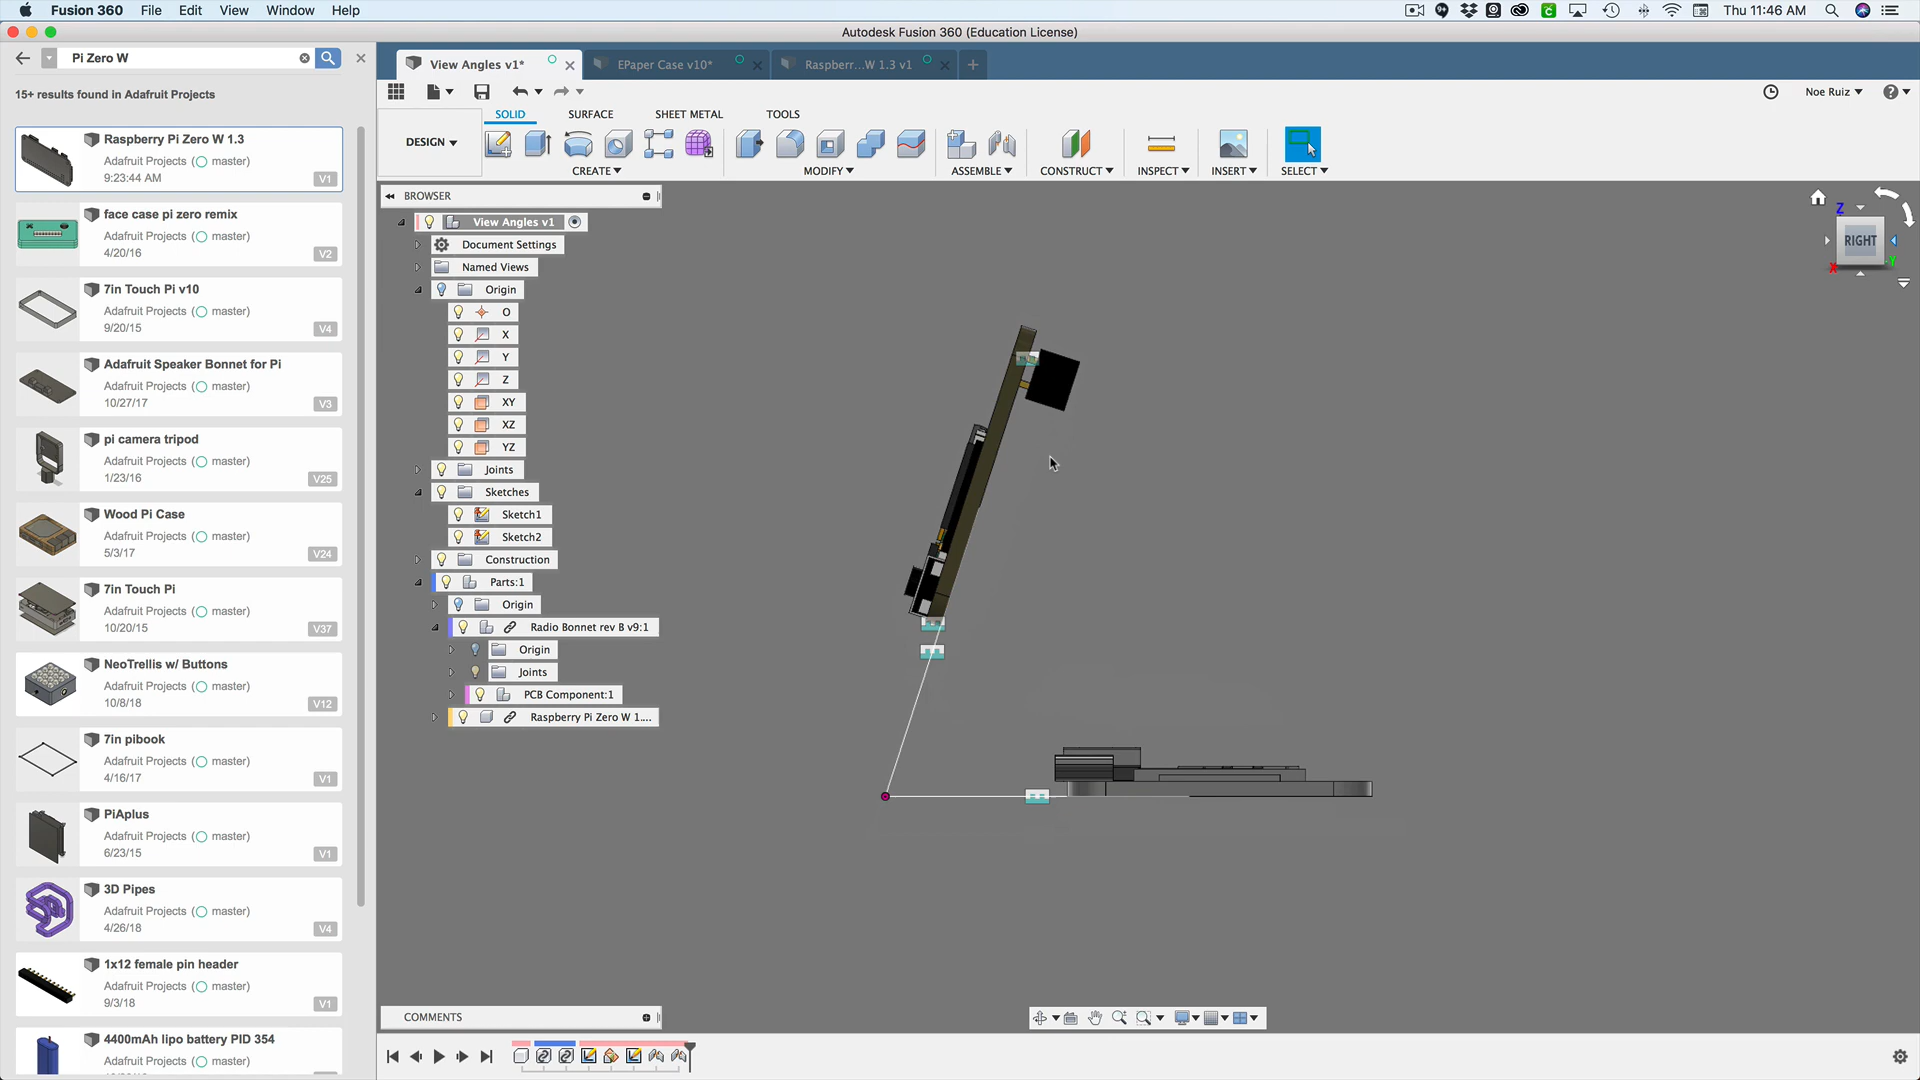 Fusion 360 File Edit View Window Help
Thu 11:46 AM
Autodesk Fusion 360 (Education License)
Pi Zero W
15+ results found in Adafruit Projects
Raspberry Pi Zero W 1.3
Adafruit Projects ( master)
9:23:44 AM
V1
face case pi zero remix
Adafruit Projects ( master)
4/20/16
V2
7in Touch Pi v10
Adafruit Projects ( master)
9/20/15
V4
Adafruit Speaker Bonnet for Pi
Adafruit Projects ( master)
10/27/17
V3
pi camera tripod
Adafruit Projects ( master)
1/23/16
V25
Wood Pi Case
Adafruit Projects ( master)
5/3/17
V24
7in Touch Pi
Adafruit Projects ( master)
10/20/15
V37
NeoTrellis w/ Buttons
Adafruit Projects ( master)
10/8/18
V12
7in pibook
Adafruit Projects ( master)
4/16/17
V1
PiAplus
Adafruit Projects ( master)
6/23/15
V1
3D Pipes
Adafruit Projects ( master)
4/26/18
V4
1x12 female pin header
Adafruit Projects ( master)
9/3/18
V1
4400mAh lipo battery PID 354
Adafruit Projects ( master)
View Angles v1*
EPaper Case v10*
Raspberr...W 1.3 v1
Noe Ruiz
DESIGN
SOLID SURFACE SHEET METAL TOOLS
CREATE MODIFY ASSEMBLE CONSTRUCT INSPECT INSERT SELECT
BROWSER
View Angles v1
Document Settings
Named Views
Origin
O
X
Y
Z
XY
XZ
YZ
Joints
Sketches
Sketch1
Sketch2
Construction
Parts:1
Origin
Radio Bonnet rev B v9:1
Origin
Joints
PCB Component:1
Raspberry Pi Zero W 1....
Z
RIGHT
X
Y
COMMENTS